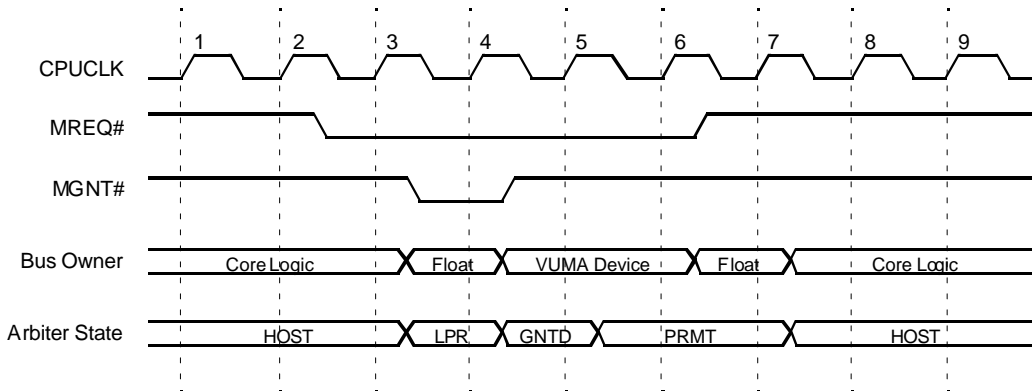 1 2 3 4 5 6 7 8 9
CPUCLK
MREQ#
MGNT#
Bus Owner Core Logic Float VUMA Device Float Core Logic
Arbiter State HOST LPR GNTD PRMT HOST